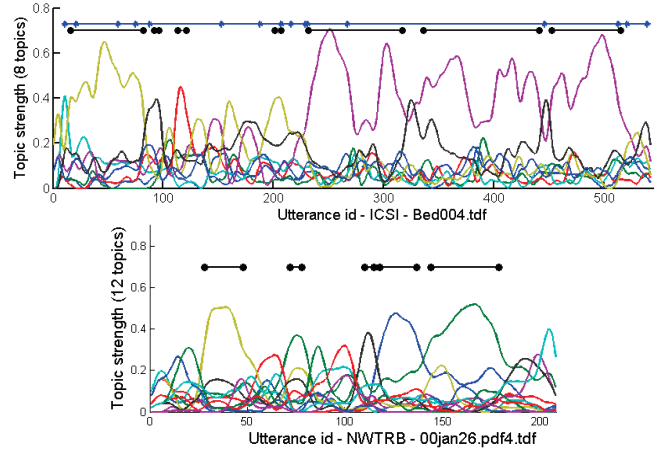 Topic strength (8 topics)
0.8
0.6
0.4
0.2
0
0 100 200 300 400 500
Utterance id - ICSI - Bed004.tdf
Topic strength (12 topics)
0.8
0.6
0.4
0.2
0
0 50 100 150 200
Utterance id - NWTRB - 00jan26.pdf4.tdf